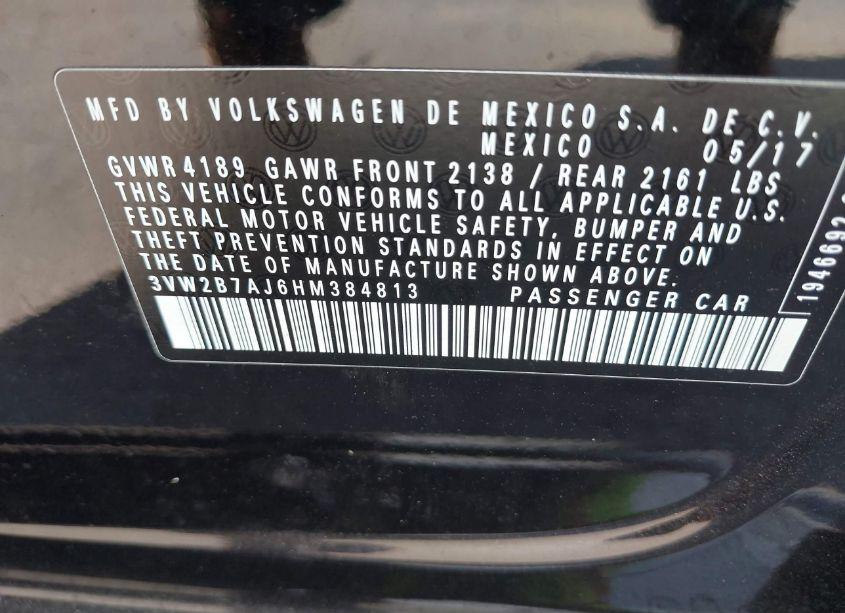 MFD BY VOLKSWAGEN DE MEXICO S.A. DE C.V.
MEXICO 05/17
GVWR 4189 GAWR FRONT 2138 / REAR 2161 LBS
THIS VEHICLE CONFORMS TO ALL APPLICABLE U.S.
FEDERAL MOTOR VEHICLE SAFETY, BUMPER AND
THEFT PREVENTION STANDARDS IN EFFECT ON
THE DATE OF MANUFACTURE SHOWN ABOVE.
3VW2B7AJ6HM384813 PASSENGER CAR
1946692